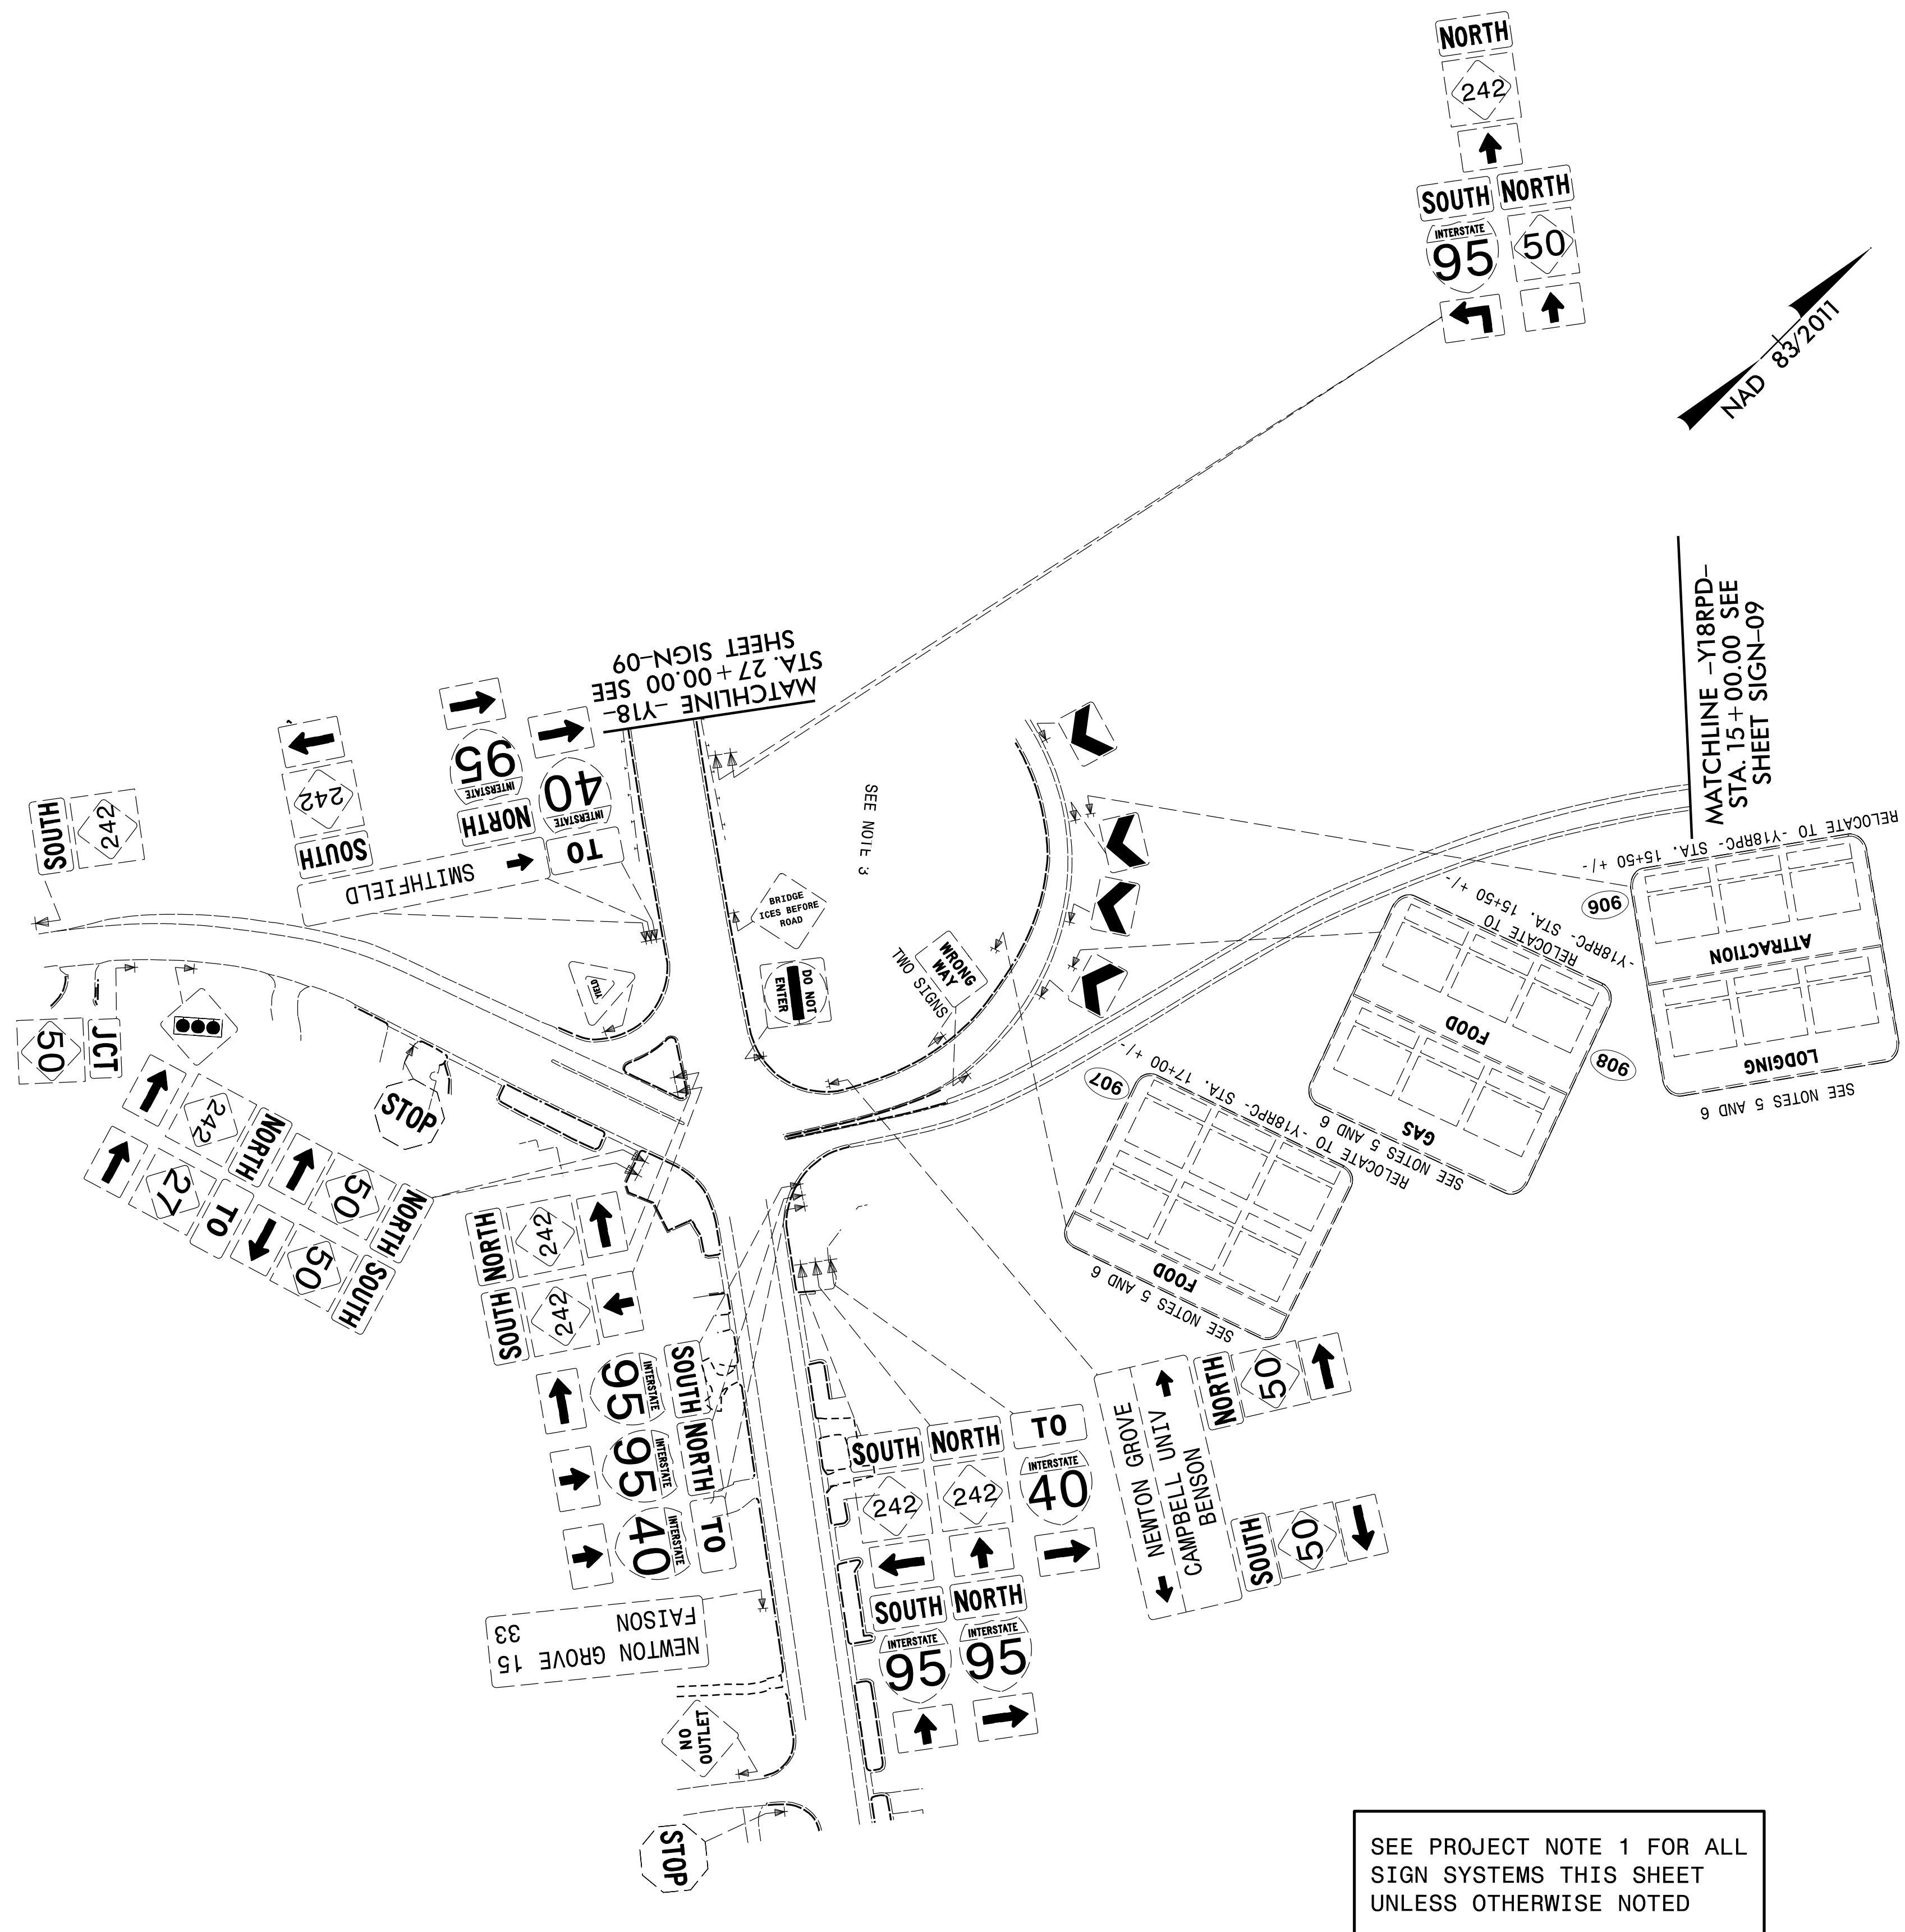 NORTH
242
SOUTH
NORTH
INTERSTATE
95
50
NAD 83/2011
MATCHLINE -Y18RPD-
STA. 15+00.00 SEE
SHEET SIGN-09
MATCHLINE -Y18-
STA. 27+00.00 SEE
SHEET SIGN-09
SOUTH
242
SOUTH
242
NORTH
INTERSTATE
95
TO
INTERSTATE
40
SMITHFIELD
SEE NOTE 3
BRIDGE
ICES BEFORE
ROAD
DO NOT
ENTER
WRONG
WAY
TWO SIGNS
YIELD
JCT
50
STOP
NORTH
50
NORTH
242
SOUTH
50
TO
27
NORTH
242
SOUTH
242
SOUTH
INTERSTATE
95
NORTH
INTERSTATE
95
TO
INTERSTATE
40
NEWTON GROVE 15
FAISON 33
NO
OUTLET
STOP
SOUTH
NORTH
TO
242
242
INTERSTATE
40
SOUTH
NORTH
INTERSTATE
95
INTERSTATE
95
NEWTON GROVE
CAMPBELL UNIV
BENSON
NORTH
50
SOUTH
50
907
RELOCATE TO -Y18RPC- STA. 17+00 +/-
FOOD
SEE NOTES 5 AND 6
908
RELOCATE TO
-Y18RPC- STA. 15+50 +/-
GAS
FOOD
SEE NOTES 5 AND 6
906
RELOCATE TO -Y18RPC- STA. 15+50 +/-
LODGING
ATTRACTION
SEE NOTES 5 AND 6
SEE PROJECT NOTE 1 FOR ALL
SIGN SYSTEMS THIS SHEET
UNLESS OTHERWISE NOTED